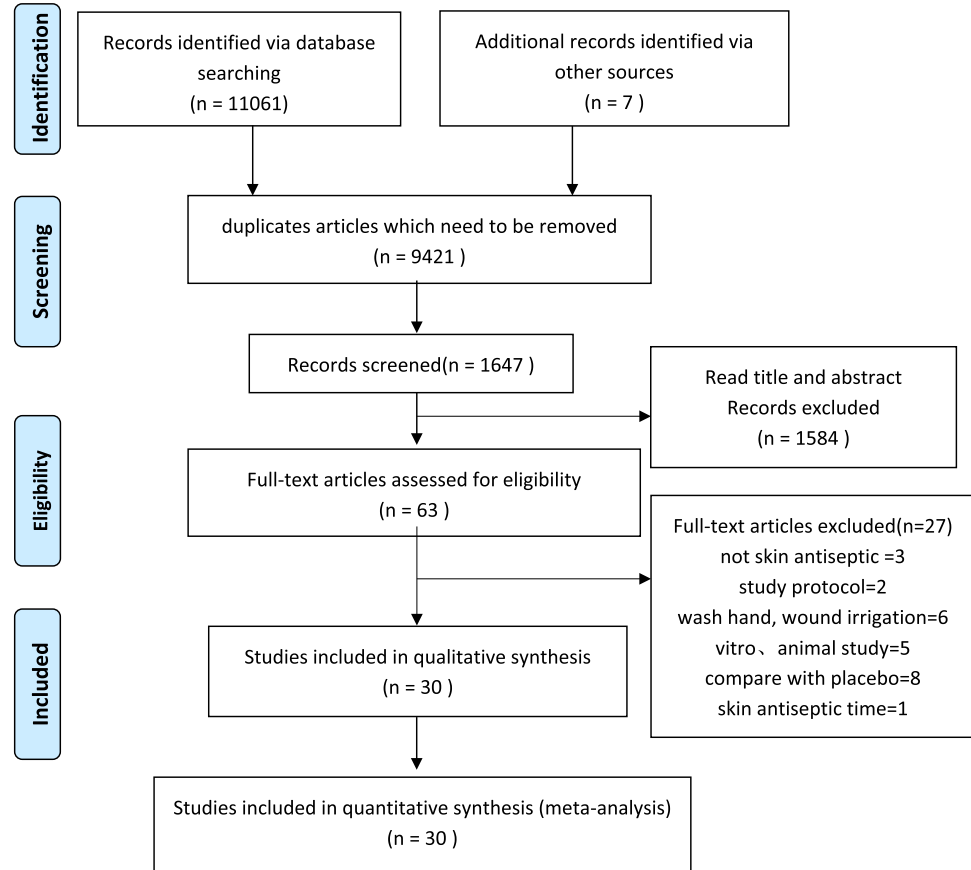 Identification
Records identified via database
searching
(n = 11061)
Additional records identified via
other sources
(n = 7 )
Screening
duplicates articles which need to be removed
(n = 9421 )
Records screened(n = 1647 )
Read title and abstract
Records excluded
(n = 1584 )
Eligibility
Full-text articles assessed for eligibility
(n = 63 )
Full-text articles excluded(n=27)
not skin antiseptic =3
study protocol=2
wash hand, wound irrigation=6
vitro、animal study=5
compare with placebo=8
skin antiseptic time=1
Included
Studies included in qualitative synthesis
(n = 30 )
Studies included in quantitative synthesis (meta-analysis)
(n = 30 )